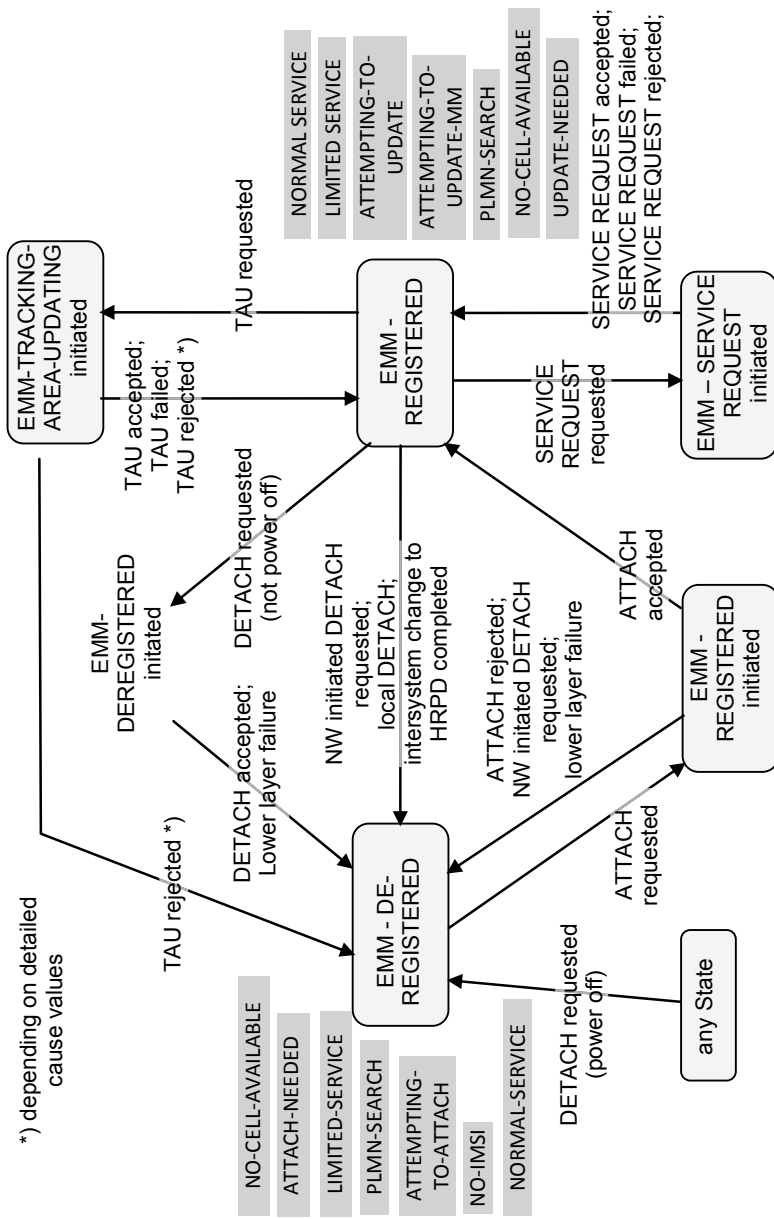 *) depending on detailed
cause values
NO-CELL-AVAILABLE
ATTACH-NEEDED
LIMITED-SERVICE
PLMN-SEARCH
ATTEMPTING-
TO-ATTACH
NO-IMSI
NORMAL-SERVICE
EMM - DE-
REGISTERED
any State
DETACH requested
(power off)
TAU rejected *)
DETACH accepted;
Lower layer failure
EMM-
DEREGISTERED
initated
DETACH requested
(not power off)
NW initiated DETACH
requested;
local DETACH;
intersystem change to
HRPD completed
ATTACH rejected;
NW initated DETACH
requested;
lower layer failure
ATTACH
requested
EMM -
REGISTERED
initiated
ATTACH
accepted
EMM-TRACKING-
AREA-UPDATING
initiated
TAU accepted;
TAU failed;
TAU rejected *)
TAU requested
EMM -
REGISTERED
SERVICE
REQUEST
requested
SERVICE REQUEST accepted;
SERVICE REQUEST failed;
SERVICE REQUEST rejected;
EMM – SERVICE
REQUEST
initiated
NORMAL SERVICE
LIMITED SERVICE
ATTEMPTING-TO-
UPDATE
ATTEMPTING-TO-
UPDATE-MM
PLMN-SEARCH
NO-CELL-AVAILABLE
UPDATE-NEEDED